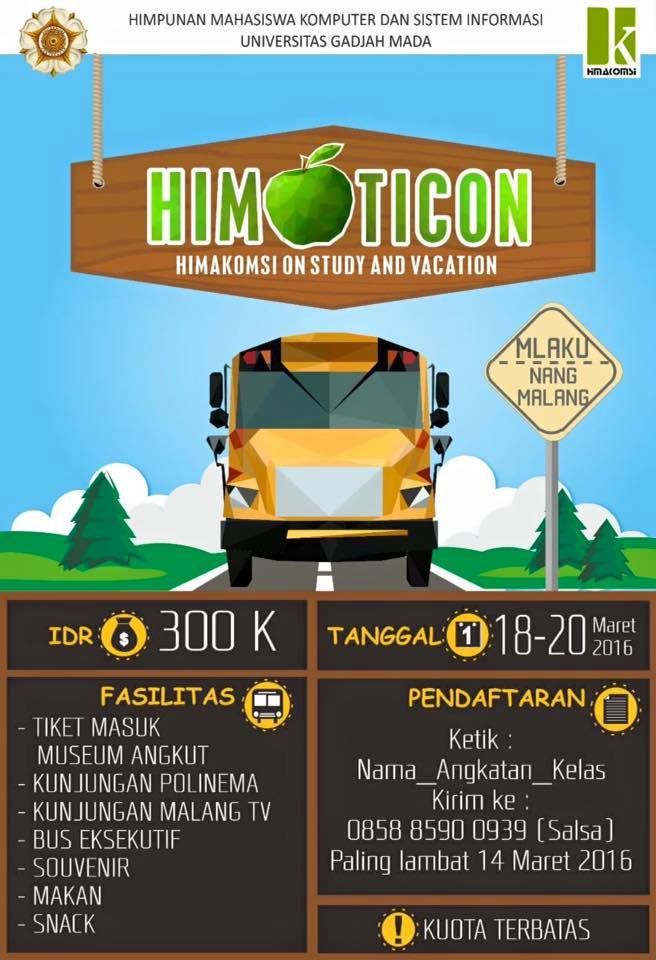 HIMPUNAN MAHASISWA KOMPUTER DAN SISTEM INFORMASI
UNIVERSITAS GADJAH MADA
HIMAKOMSI
HIM TICON
HIMAKOMSI ON STUDY AND VACATION
MLAKU
NANG
MALANG
IDR $ 300 K
TANGGAL 1 18-20 Maret
2016
FASILITAS
- TIKET MASUK
MUSEUM ANGKUT
- KUNJUNGAN POLINEMA
- KUNJUNGAN MALANG TV
- BUS EKSEKUTIF
- SOUVENIR
- MAKAN
- SNACK
PENDAFTARAN
Ketik :
Nama_Angkatan_Kelas
Kirim ke :
0858 8590 0939 (Salsa)
Paling lambat 14 Maret 2016
! KUOTA TERBATAS